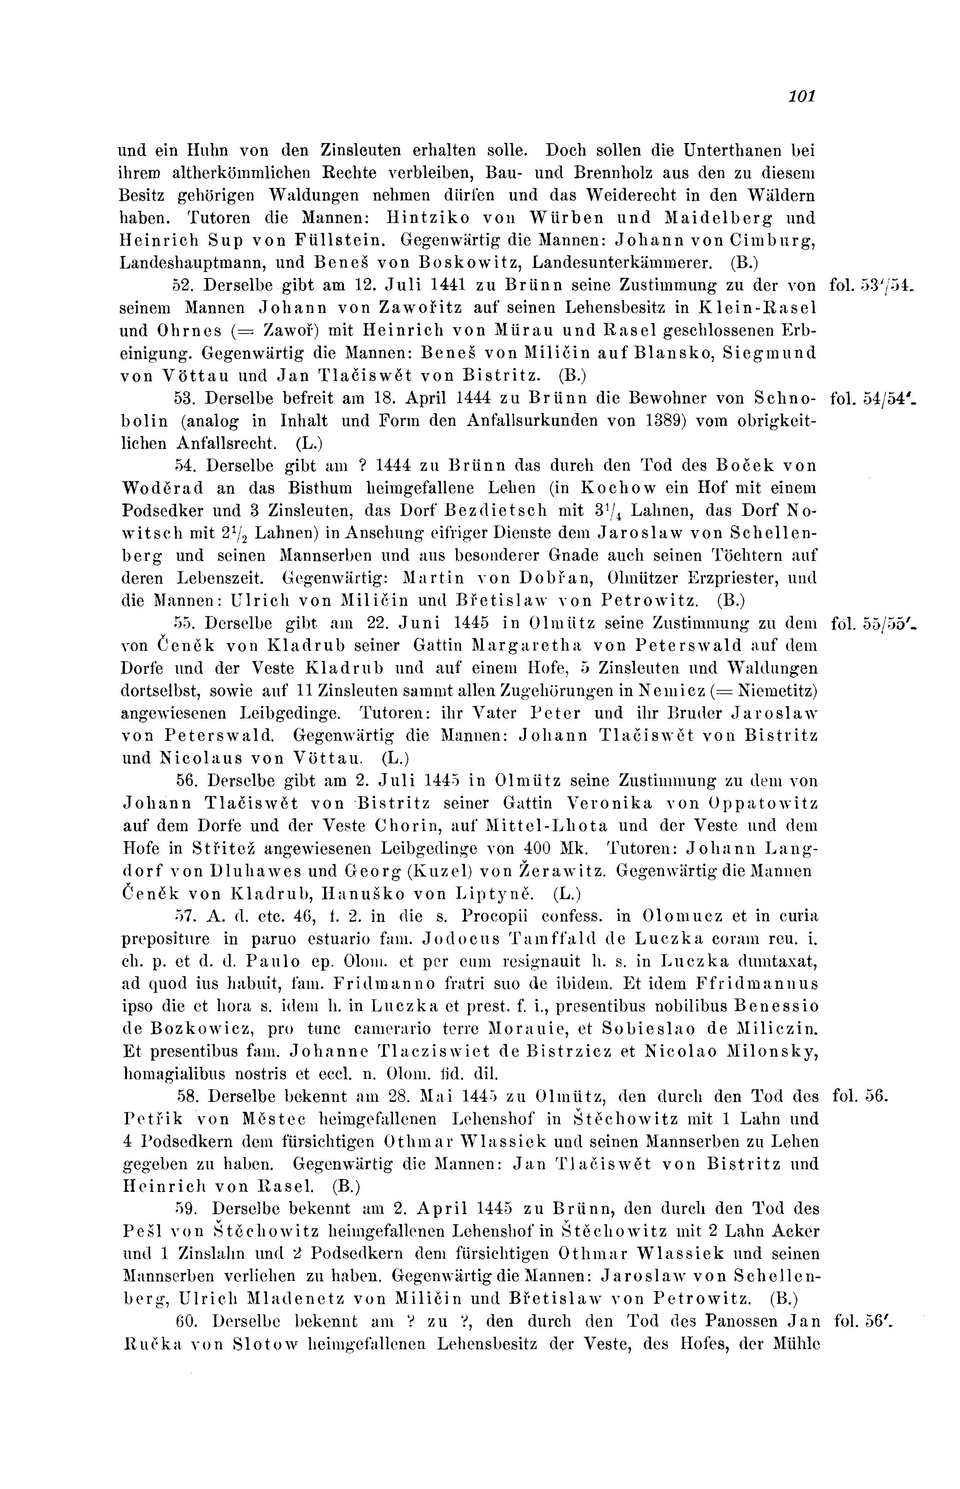 101
und ein Huhn von den Zinsleuten erhalten solle. Doch sollen die Unterthanen bei
ihrem altherkömmlichen Rechte verbleiben, Bau- und Brennholz aus den zu diesem
Besitz gehörigen Waldungen nehmen dürfen und das Weiderecht in den Wäldern
haben. Tutoren die Mannen: Hintziko von Würben und Maidelberg und
Heinrich Sup von Füllstein. Gegenwärtig die Mannen: Johann von Cimburg,
Landeshauptmann, und Beneš von Boskowitz, Landesunterkämmerer. (B.)
52. Derselbe gibt am 12. Juli 1441 zu Brünn seine Zustimmung zu der von fol. 53'/54.
seinem Mannen Johann von Zawořitz auf seinen Lehensbesitz in Klein-Rasel
und Ohrnes (= Zawoř) mit Heinrich von Mürau und Rasel geschlossenen Erb-
einigung. Gegenwärtig die Mannen: Beneš von Miličin auf Blansko, Siegmund
von Vöttau und Jan Tlačiswět von Bistritz. (B.)
53. Derselbe befreit am 18. April 1444 zu Brünn die Bewohner von Schno- fol. 54/54'.
bolin (analog in Inhalt und Form den Anfallsurkunden von 1389) vom obrigkeit-
lichen Anfallsrecht. (L.)
54. Derselbe gibt am ? 1444 zu Brünn das durch den Tod des Boček von
Woděrad an das Bisthum heimgefallene Lehen (in Kochow ein Hof mit einem
Podsedker und 3 Zinsleuten, das Dorf Bezdietsch mit 3¹/₄ Lahnen, das Dorf No-
witsch mit 2¹/₂ Lahnen) in Ansehung eifriger Dienste dem Jaroslaw von Schellen-
berg und seinen Mannserben und aus besonderer Gnade auch seinen Töchtern auf
deren Lebenszeit. Gegenwärtig: Martin von Dobřan, Olmützer Erzpriester, und
die Mannen: Ulrich von Miličin und Břetislaw von Petrowitz. (B.)
55. Derselbe gibt am 22. Juni 1445 in Olmütz seine Zustimmung zu dem fol. 55/55'.
von Čeněk von Kladrub seiner Gattin Margaretha von Peterswald auf dem
Dorfe und der Veste Kladrub und auf einem Hofe, 5 Zinsleuten und Waldungen
dortselbst, sowie auf 11 Zinsleuten sammt allen Zugehörungen in Nemicz (= Niemetitz)
angewiesenen Leibgedinge. Tutoren: ihr Vater Peter und ihr Bruder Jaroslaw
von Peterswald. Gegenwärtig die Mannen: Johann Tlačiswět von Bistritz
und Nicolaus von Vöttau. (L.)
56. Derselbe gibt am 2. Juli 1445 in Olmütz seine Zustimmung zu dem von
Johann Tlačiswět von Bistritz seiner Gattin Veronika von Oppatowitz
auf dem Dorfe und der Veste Chorin, auf Mittel-Lhota und der Veste und dem
Hofe in Střitež angewiesenen Leibgedinge von 400 Mk. Tutoren: Johann Lang-
dorf von Dluhawes und Georg (Kuzel) von Žerawitz. Gegenwärtig die Mannen
Čeněk von Kladrub, Hanuško von Liptyně. (L.)
57. A. d. etc. 46, f. 2. in die s. Procopii confess. in Olomucz et in curia
prepositure in paruo estuario fam. Jodocus Tamffald de Luczka coram reu. i.
ch. p. et d. d. Paulo ep. Olom. et per eum resignauit h. s. in Luczka dumtaxat,
ad quod ius habuit, fam. Fridmanno fratri suo de ibidem. Et idem Ffridmannus
ipso die et hora s. idem h. in Luczka et prest. f. i., presentibus nobilibus Benessio
de Bozkowicz, pro tunc camerario terre Morauie, et Sobieslao de Miliczin.
Et presentibus fam. Johanne Tlacziswiet de Bistrzicz et Nicolao Milonsky,
homagialibus nostris et eccl. n. Olom. fid. dil.
58. Derselbe bekennt am 28. Mai 1445 zu Olmütz, den durch den Tod des fol. 56.
Petřik von Městec heimgefallenen Lehenshof in Štěchowitz mit 1 Lahn und
4 Podsedkern dem fürsichtigen Othmar Wlassiek und seinen Mannserben zu Lehen
gegeben zu haben. Gegenwärtig die Mannen: Jan Tlačiswět von Bistritz und
Heinrich von Rasel. (B.)
59. Derselbe bekennt am 2. April 1445 zu Brünn, den durch den Tod des
Pešl von Štěchowitz heimgefallenen Lehenshof in Štěchowitz mit 2 Lahn Acker
und 1 Zinslahn und 2 Podsedkern dem fürsichtigen Othmar Wlassiek und seinen
Mannserben verliehen zu haben. Gegenwärtig die Mannen: Jaroslaw von Schellen-
berg, Ulrich Mladenetz von Miličin und Břetislaw von Petrowitz. (B.)
60. Derselbe bekennt am ? zu ?, den durch den Tod des Panossen Jan fol. 56'.
Ručka von Slotow heimgefallenen Lehensbesitz der Veste, des Hofes, der Mühle